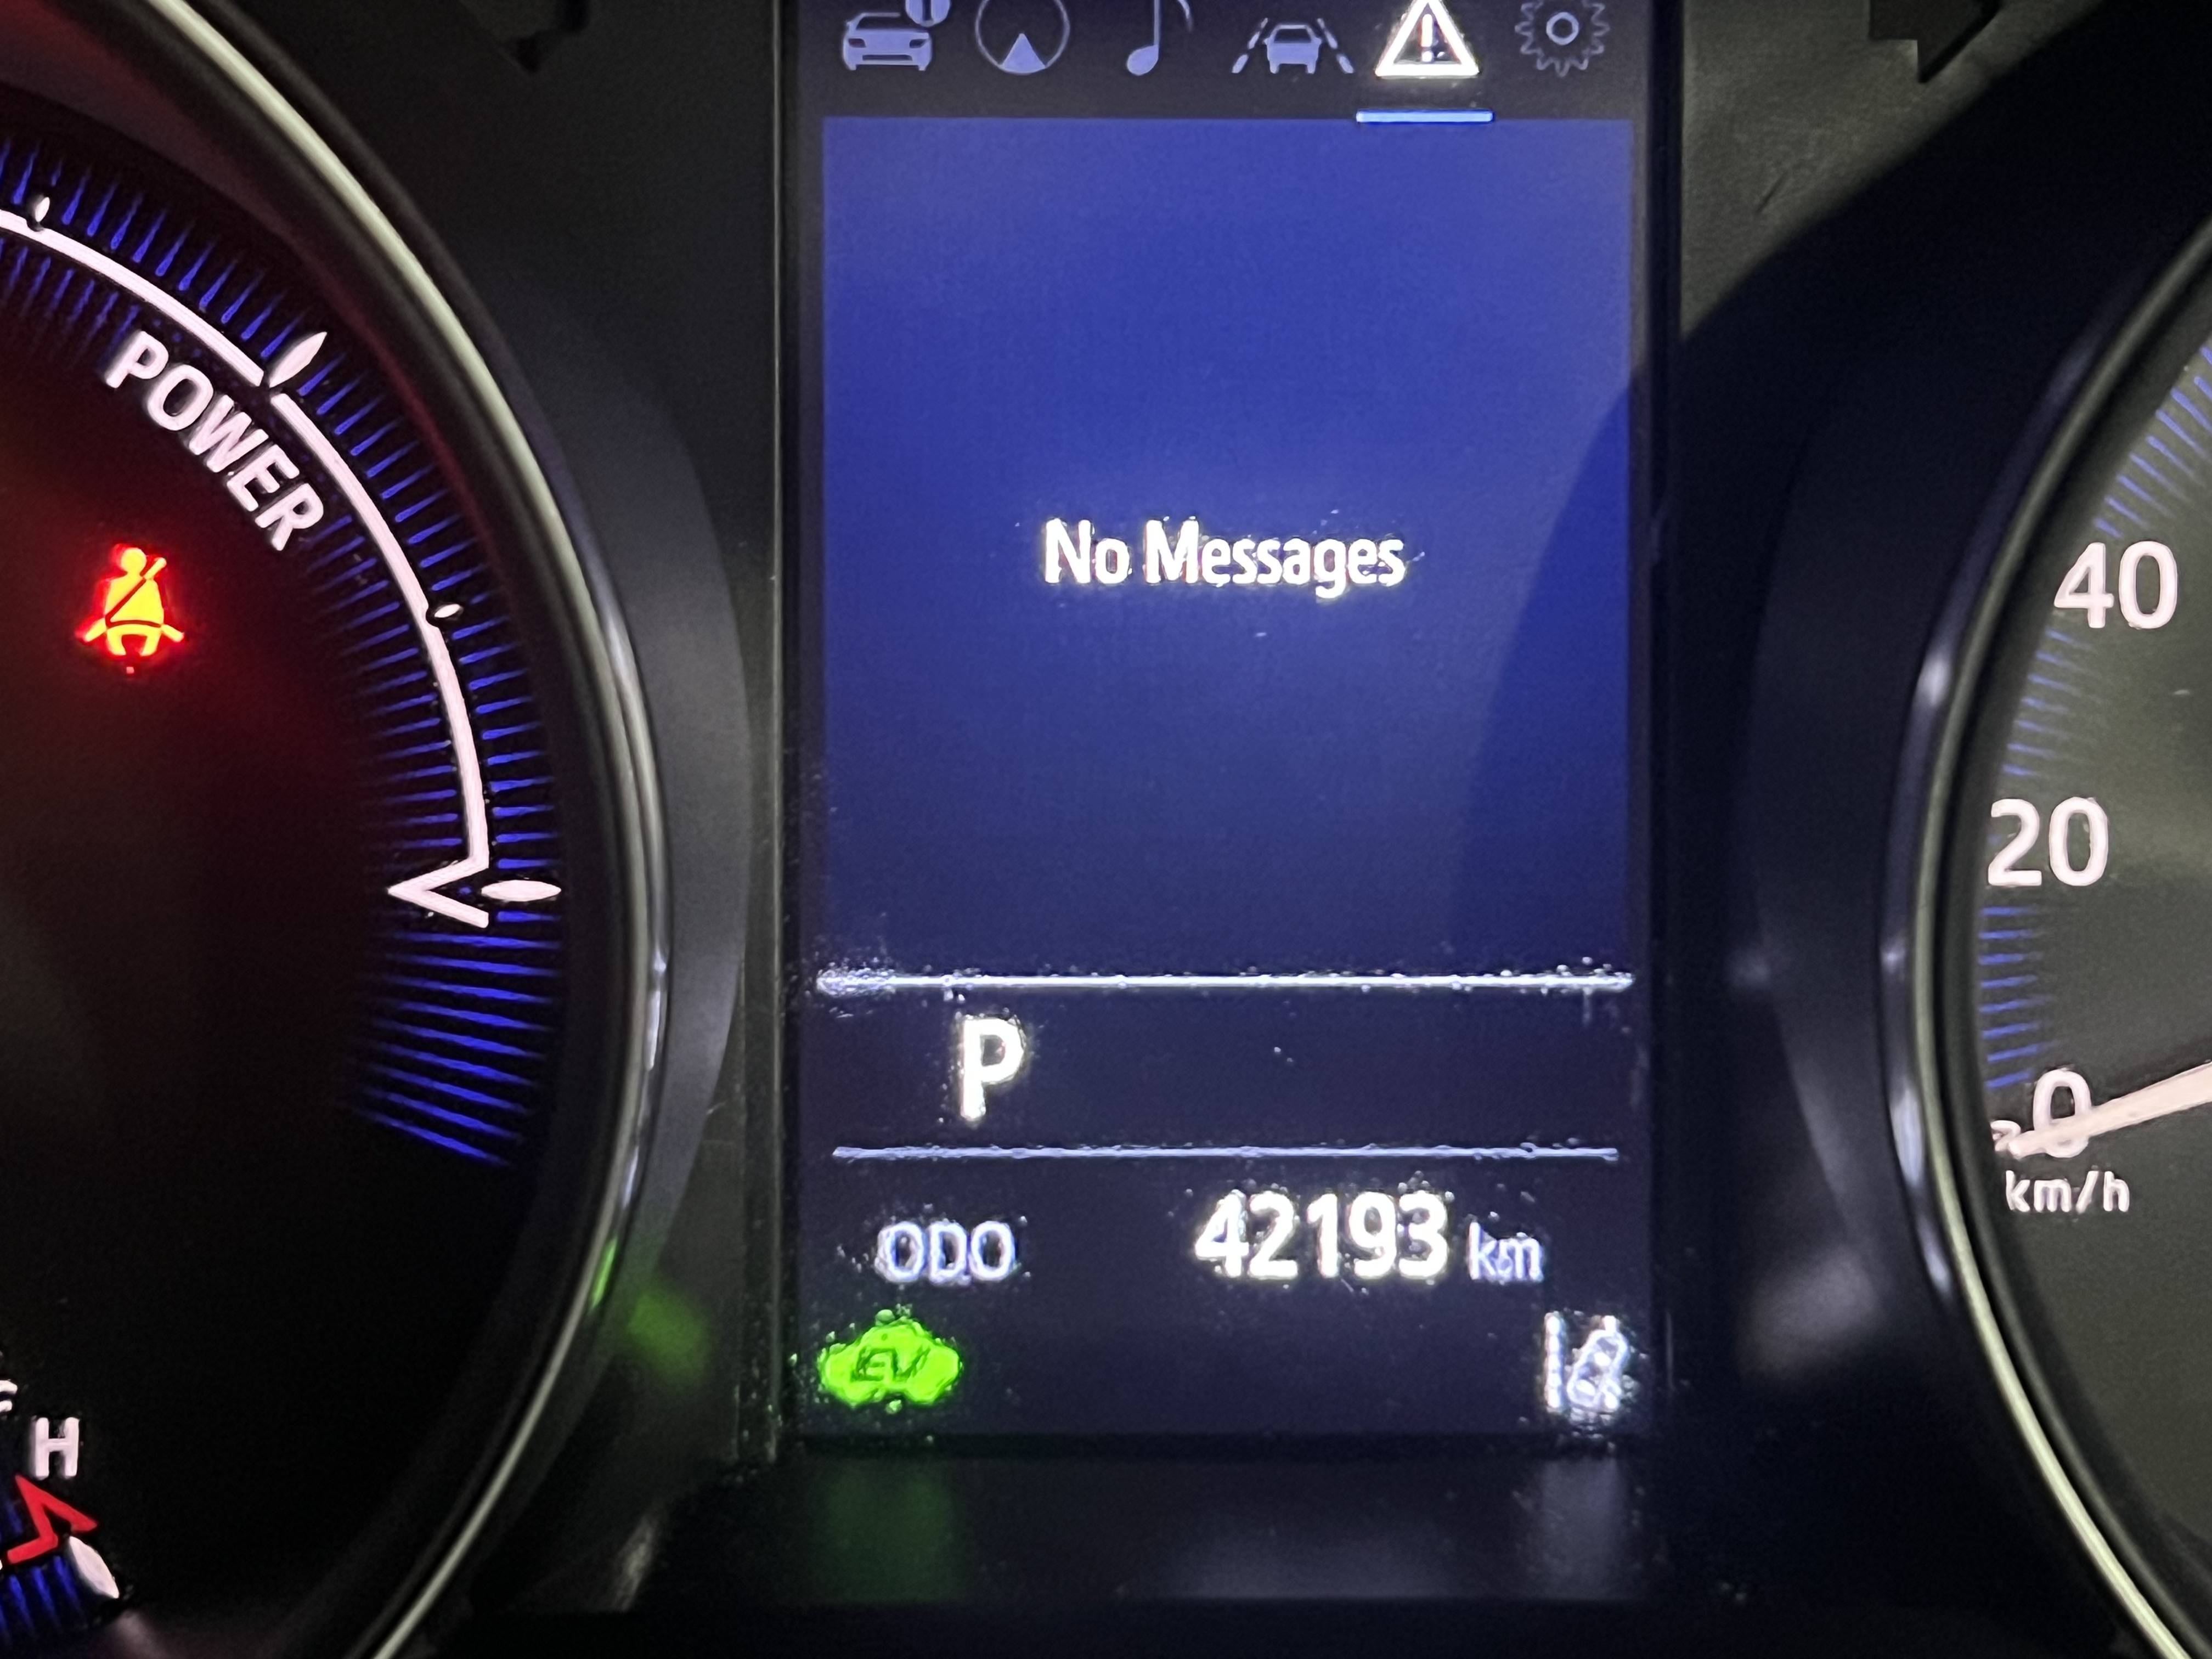 POWER
No Messages
40
20
P
0
km/h
ODO 42193 km
EV
H